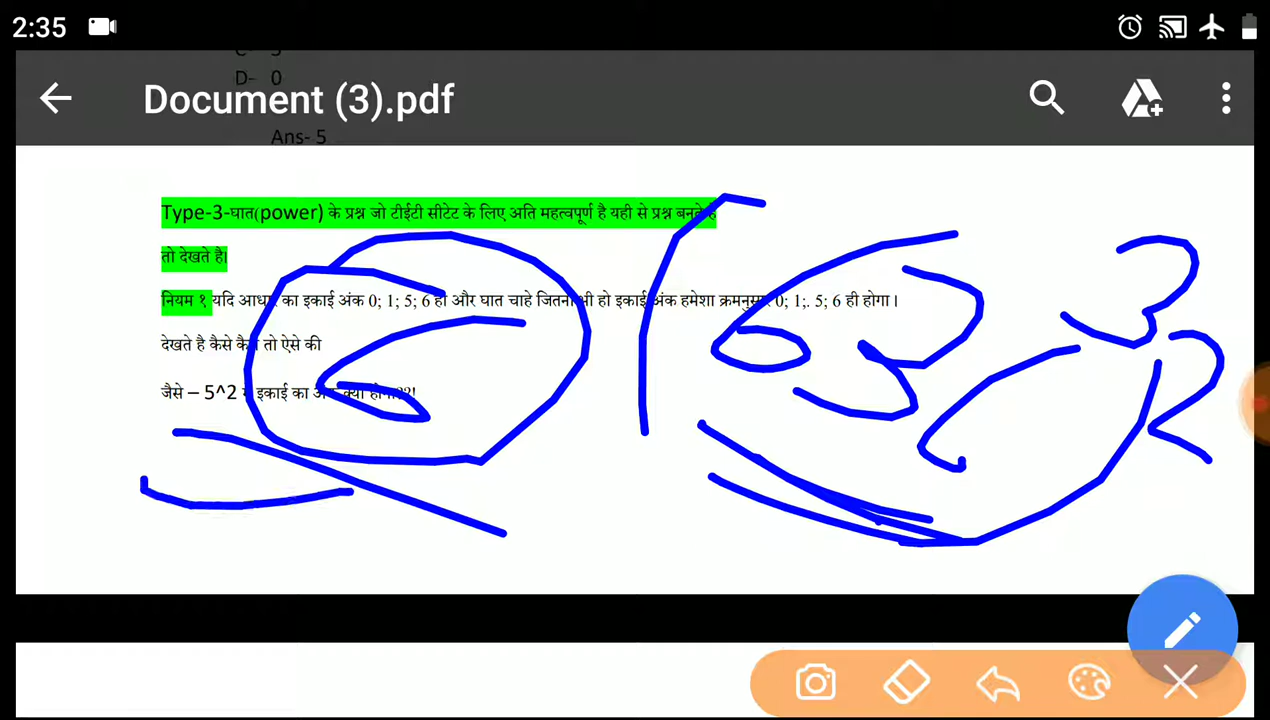 2:35
D- 0
Document (3).pdf
Ans- 5
Type-3-घात(power) के प्रश्न जो टीईटी सीटेट के लिए अति महत्वपूर्ण है यही से प्रश्न बनते है
तो देखते है।
नियम १ यदि आधार का इकाई अंक 0; 1; 5; 6 हो और घात चाहे जितना भी हो इकाई अंक हमेशा क्रमनुसार 0; 1;. 5; 6 ही होगा।
देखते है कैसे कैसे तो ऐसे की
जैसे – 5^2 में इकाई का अंक क्या होगा??!
6